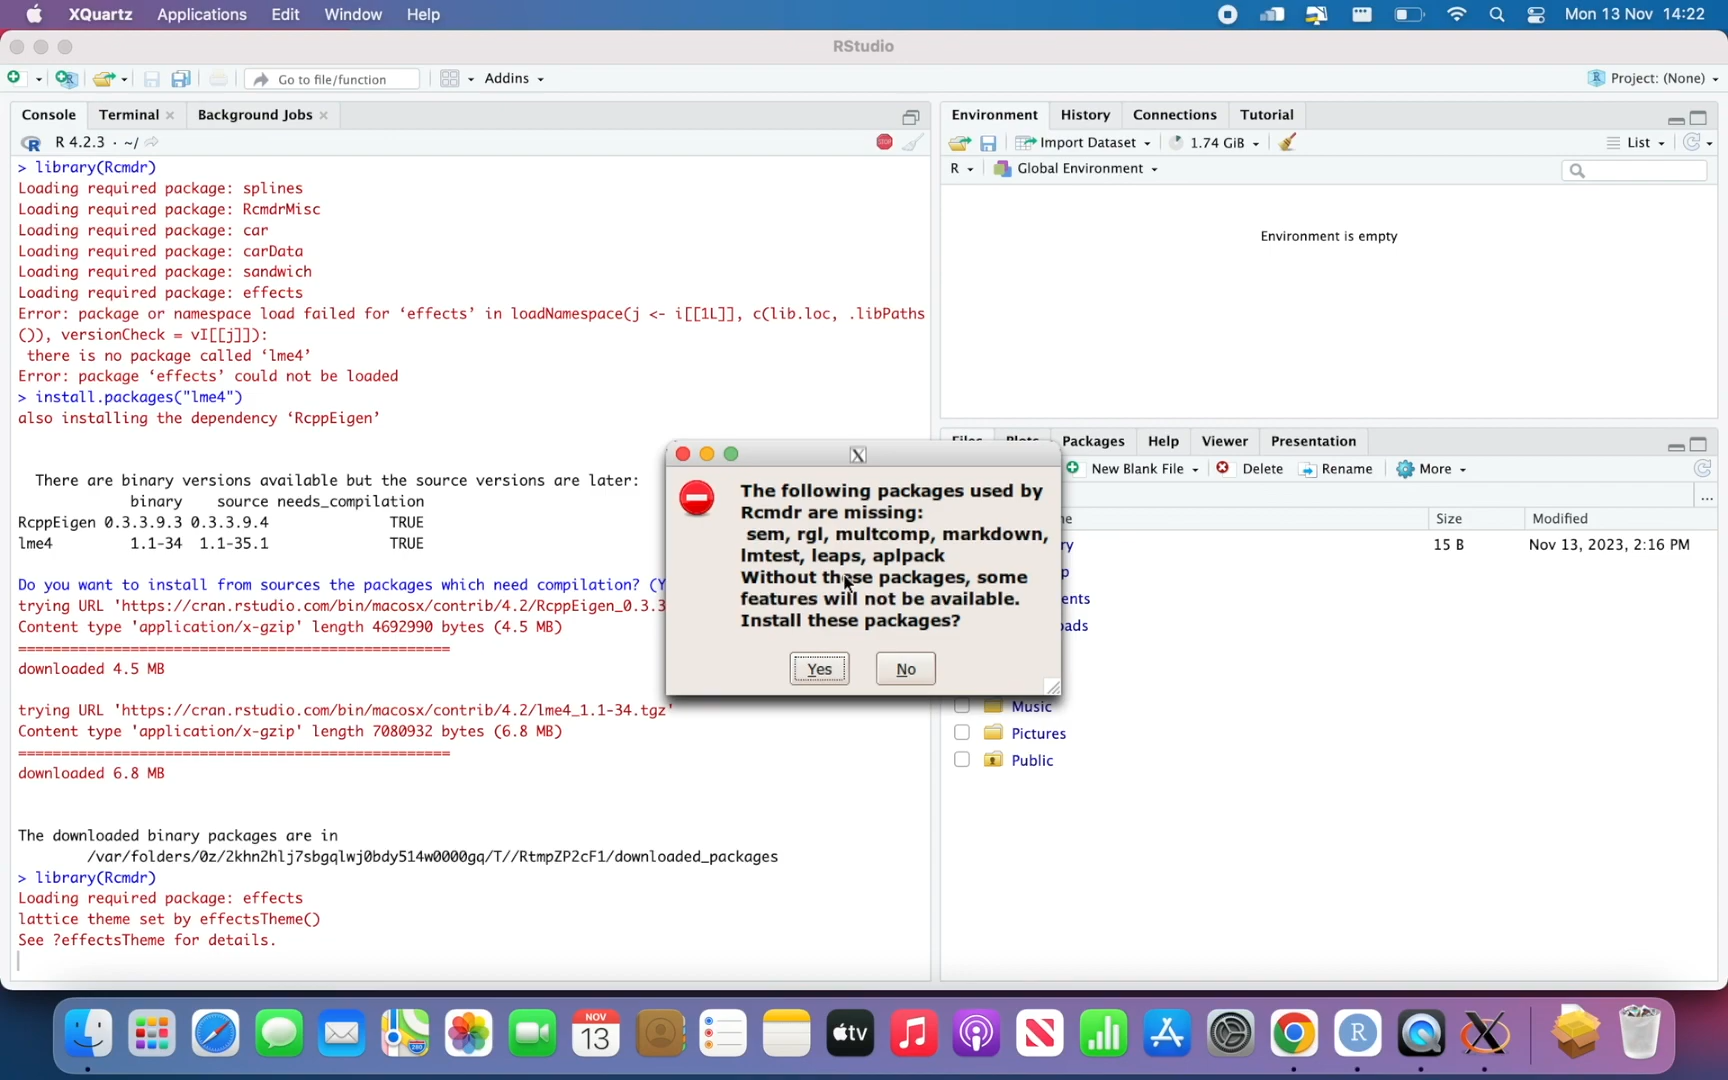 XQuartz Applications Edit Window Help
Mon 13 Nov 14:22
RStudio
Go to file/function
Addins
Project: (None)
Console Terminal Background Jobs
R 4.2.3 · ~/
> library(Rcmdr)
Loading required package: splines
Loading required package: RcmdrMisc
Loading required package: car
Loading required package: carData
Loading required package: sandwich
Loading required package: effects
Error: package or namespace load failed for ‘effects’ in loadNamespace(j <- i[[1L]], c(lib.loc, .libPaths
()), versionCheck = vI[[j]]):
there is no package called ‘lme4’
Error: package ‘effects’ could not be loaded
> install.packages("lme4")
also installing the dependency ‘RcppEigen’
There are binary versions available but the source versions are later:
binary source needs_compilation
RcppEigen 0.3.3.9.3 0.3.3.9.4 TRUE
lme4 1.1-34 1.1-35.1 TRUE
Do you want to install from sources the packages which need compilation? (Y
trying URL 'https://cran.rstudio.com/bin/macosx/contrib/4.2/RcppEigen_0.3.3
Content type 'application/x-gzip' length 4692990 bytes (4.5 MB)
==================================================
downloaded 4.5 MB
trying URL 'https://cran.rstudio.com/bin/macosx/contrib/4.2/lme4_1.1-34.tgz'
Content type 'application/x-gzip' length 7080932 bytes (6.8 MB)
==================================================
downloaded 6.8 MB
The downloaded binary packages are in
/var/folders/0z/2khn2hlj7sbgqlwj0bdy514w0000gq/T//RtmpZP2cF1/downloaded_packages
> library(Rcmdr)
Loading required package: effects
lattice theme set by effectsTheme()
See ?effectsTheme for details.
Environment History Connections Tutorial
Import Dataset 1.74 GiB List
R Global Environment
Environment is empty
Files Plots Packages Help Viewer Presentation
New Blank File Delete Rename More
...
Size Modified
15 B Nov 13, 2023, 2:16 PM
Music
Pictures
Public
The following packages used by
Rcmdr are missing:
sem, rgl, multcomp, markdown,
lmtest, leaps, aplpack
Without these packages, some
features will not be available.
Install these packages?
Yes No
NOV
13
tv
R